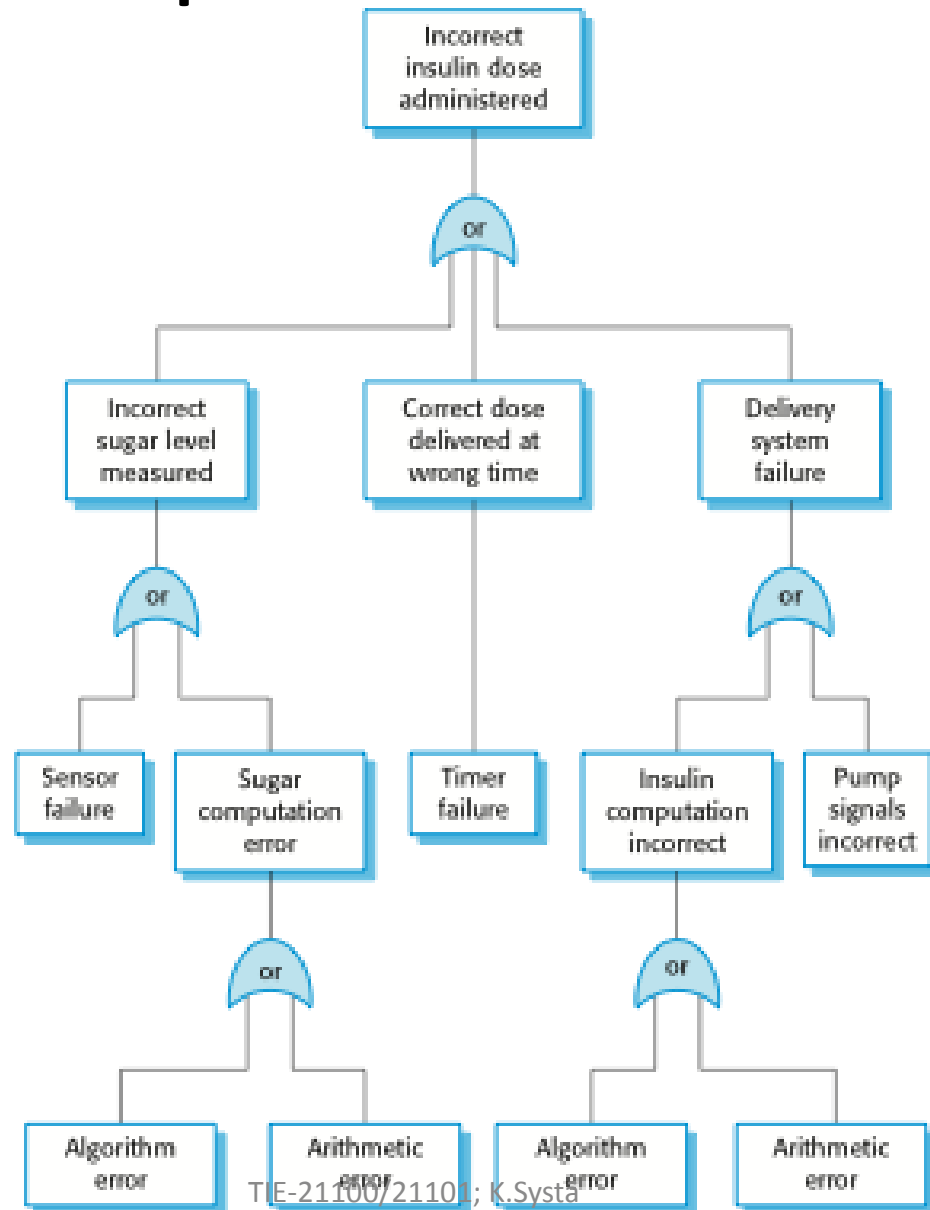 Incorrect
insulin dose
administered
or
Incorrect
sugar level
measured
Correct dose
delivered at
wrong time
Delivery
system
failure
or
or
Sensor
failure
Sugar
computation
error
Timer
failure
Insulin
computation
incorrect
Pump
signals
incorrect
or
or
Algorithm
error
Arithmetic
error
Algorithm
error
Arithmetic
error
TIE-21100/21101; K.Systä